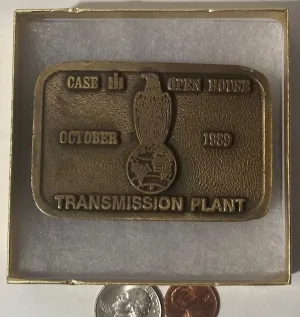 CASE IH OPEN HOUSE
OCTOBER 1989
TRANSMISSION PLANT